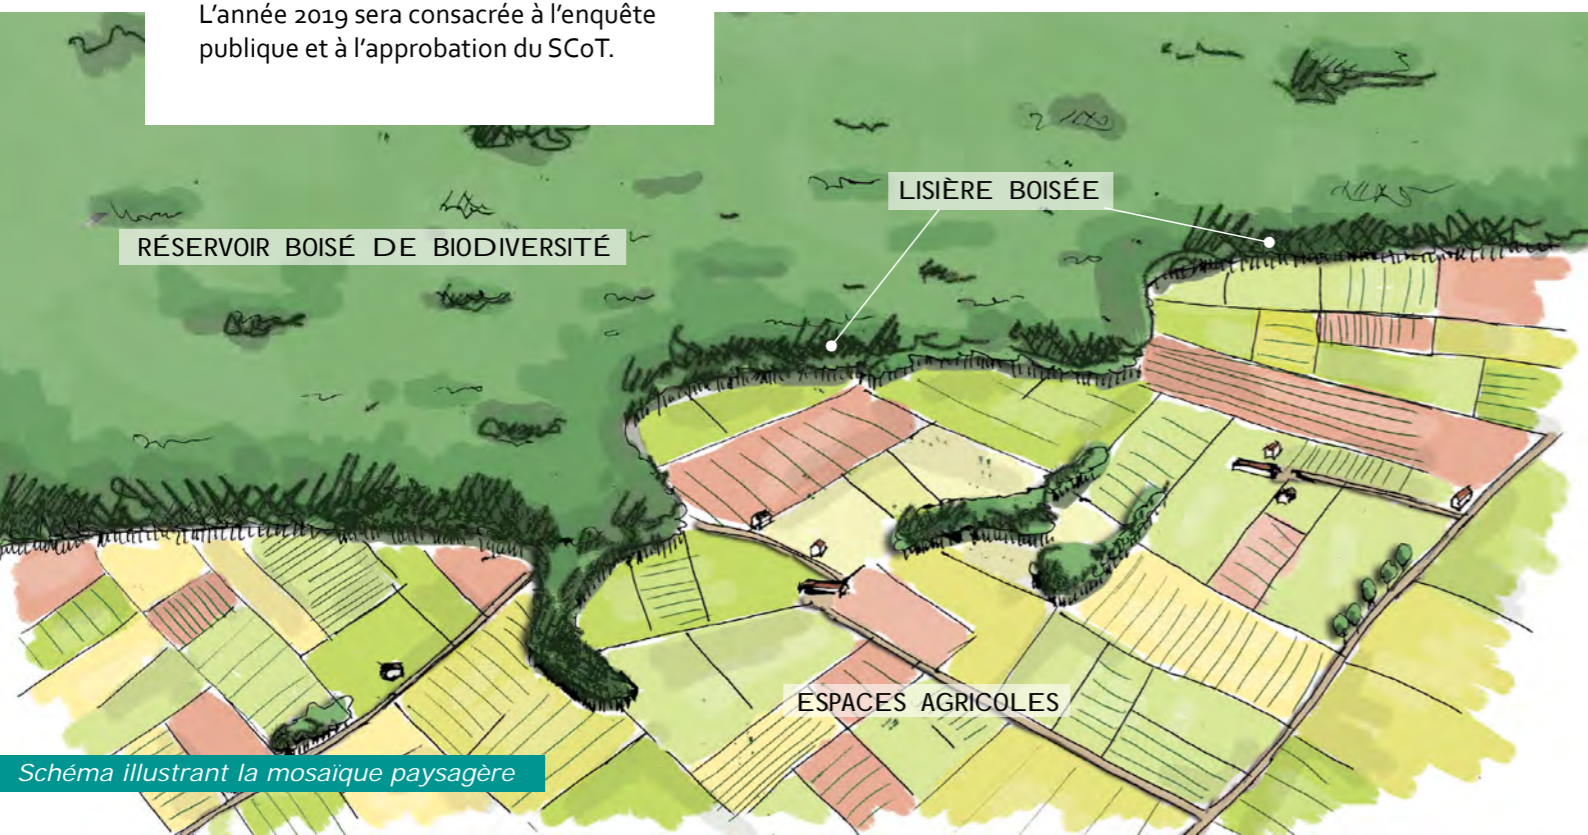 L'année 2019 sera consacrée à l'enquête
publique et à l'approbation du SCoT.
LISIÈRE BOISÉE
RÉSERVOIR BOISÉ DE BIODIVERSITÉ
ESPACES AGRICOLES
Schéma illustrant la mosaïque paysagère